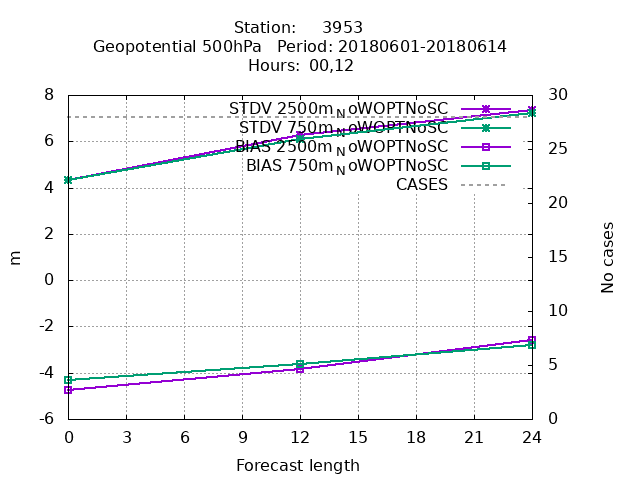 Station: 3953
Geopotential 500hPa Period: 20180601-20180614
Hours: 00,12
8
6
4
2
0
-2
-4
-6
m
STDV 2500m_NoWOPTNoSC
STDV 750m_NoWOPTNoSC
BIAS 2500m_NoWOPTNoSC
BIAS 750m_NoWOPTNoSC
CASES
30
25
20
15
10
5
0
No cases
0 3 6 9 12 15 18 21 24
Forecast length